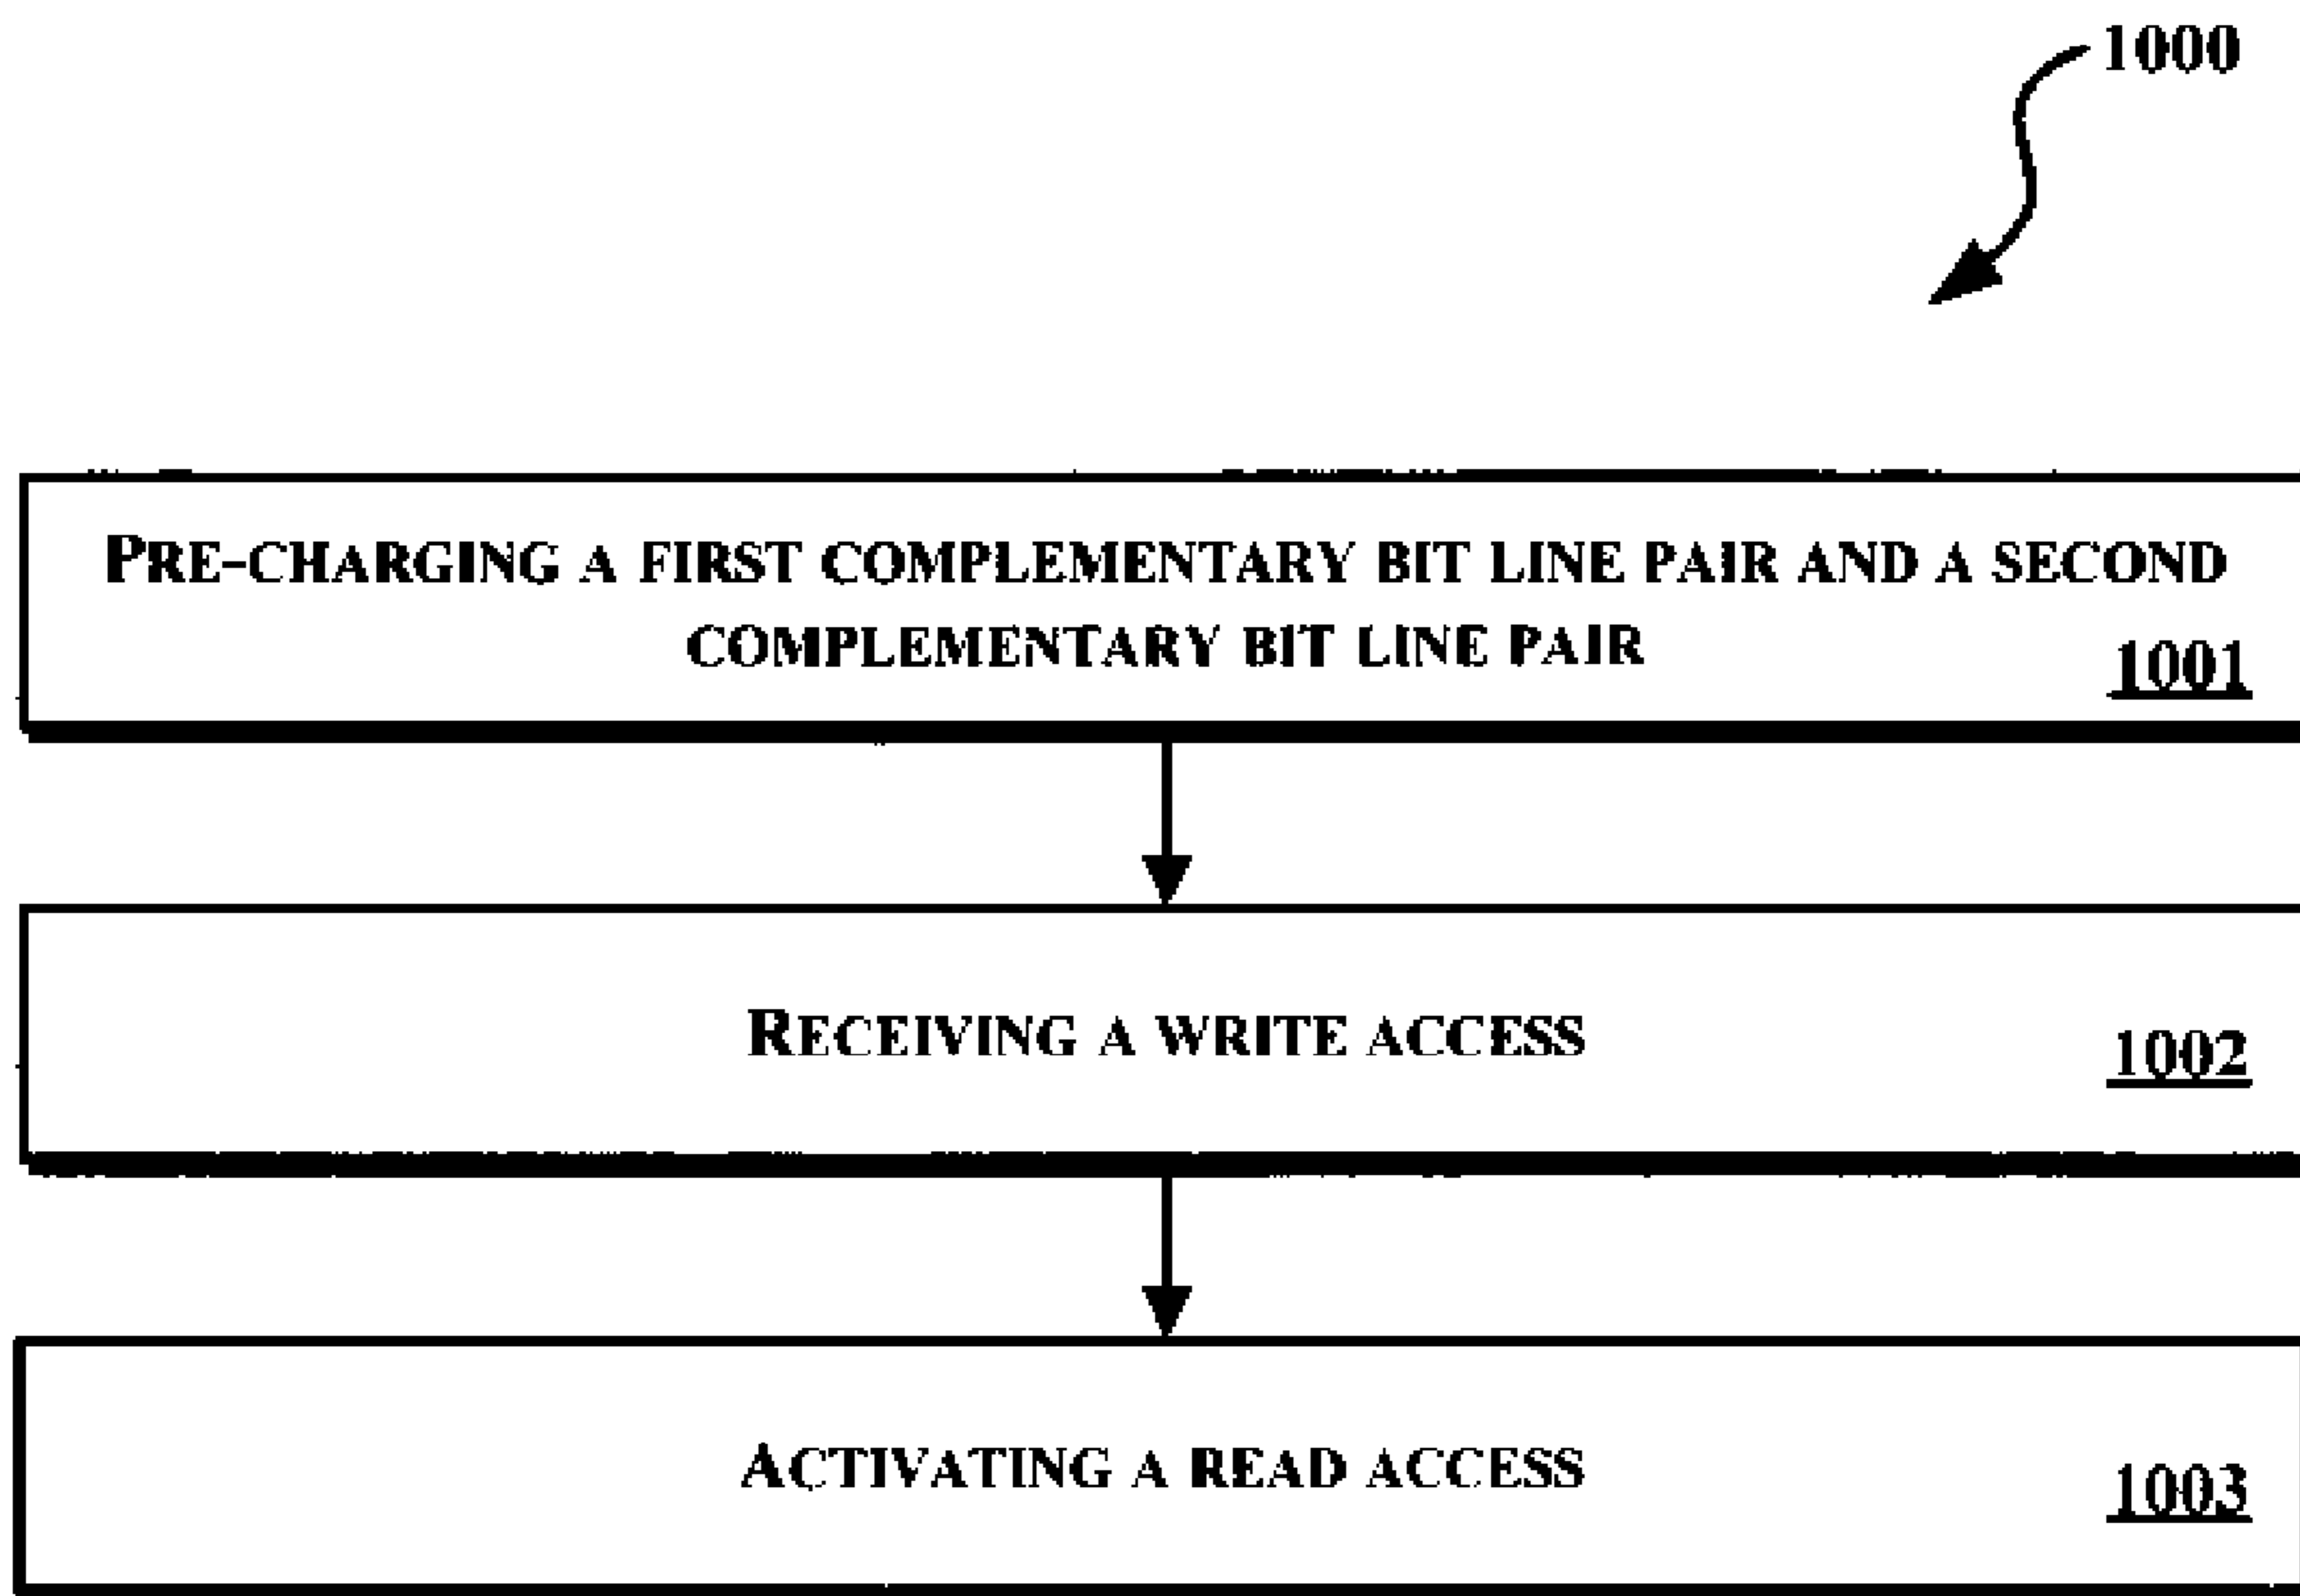 1000
PRE-CHARGING A FIRST COMPLEMENTARY BIT LINE PAIR AND A SECOND
COMPLEMENTARY BIT LINE PAIR
1001
RECEIVING A WRITE ACCESS
1002
ACTIVATING A READ ACCESS
1003